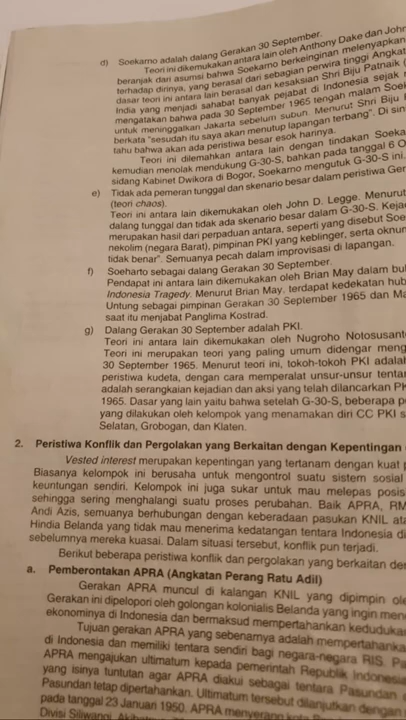 d) Soekarno adalah dalang Gerakan 30 September.
Teori ini dikemukakan antara lain oleh Anthony Dake dan John
beranjak dari asumsi bahwa Soekarno berkeinginan melenyapkan
terhadap dirinya, yang berasal dari sebagian perwira tinggi Angkat
dasar teori ini antara lain berasal dari kesaksian Shri Biju Patnaik (
India yang menjadi sahabat banyak pejabat di Indonesia sejak
mengatakan bahwa pada 30 September 1965 tengah malam Soe
untuk meninggalkan Jakarta sebelum subuh. Menurut Shri Biju
berkata "sesudah itu saya akan menutup lapangan terbang". Di sin
tahu bahwa akan ada peristiwa besar esok harinya.
Teori ini dilemahkan antara lain dengan tindakan Soeka
kemudian menolak mendukung G-30-S, bahkan pada tanggal 6 O
sidang Kabinet Dwikora di Bogor, Soekarno mengutuk G-30-S ini.
e) Tidak ada pemeran tunggal dan skenario besar dalam peristiwa Ger
(teori chaos).
Teori ini antara lain dikemukakan oleh John D. Legge. Menurut
dalang tunggal dan tidak ada skenario besar dalam G-30-S. Keja
merupakan hasil dari perpaduan antara, seperti yang disebut Soe
nekolim (negara Barat), pimpinan PKI yang keblinger, serta oknum
tidak benar". Semuanya pecah dalam improvisasi di lapangan.
f) Soeharto sebagai dalang Gerakan 30 September.
Pendapat ini antara lain dikemukakan oleh Brian May dalam bu
Indonesia Tragedy. Menurut Brian May, terdapat kedekatan hub
Untung sebagai pimpinan Gerakan 30 September 1965 dan Ma
saat itu menjabat Panglima Kostrad.
g) Dalang Gerakan 30 September adalah PKI.
Teori ini antara lain dikemukakan oleh Nugroho Notosusant
Teori ini merupakan teori yang paling umum didengar meng
30 September 1965. Menurut teori ini, tokoh-tokoh PKI adalah
peristiwa kudeta, dengan cara memperalat unsur-unsur tenta
adalah serangkaian kejadian dan aksi yang telah dilancarkan PK
1965. Dasar lain yaitu bahwa setelah G-30-S, beberapa p
yang dilakukan oleh kelompok yang menamakan diri CC PKI s
Selatan, Grobogan, dan Klaten.
2. Peristiwa Konflik dan Pergolakan yang Berkaitan dengan Kepentingan
Vested interest merupakan kepentingan yang tertanam dengan kuat p
Biasanya kelompok ini berusaha untuk mengontrol suatu sistem sosial
keuntungan sendiri. Kelompok ini juga sukar untuk mau melepas posis
sehingga sering menghalangi suatu proses perubahan. Baik APRA, RM
Andi Azis, semuanya berhubungan dengan keberadaan pasukan KNIL ata
Hindia Belanda yang tidak mau menerima kedatangan tentara Indonesia di
sebelumnya mereka kuasai. Dalam situasi tersebut, konflik pun terjadi.
Berikut beberapa peristiwa konflik dan pergolakan yang berkaitan de
a. Pemberontakan APRA (Angkatan Perang Ratu Adil)
Gerakan APRA muncul di kalangan KNIL yang dipimpin ole
Gerakan ini dipelopori oleh golongan kolonialis Belanda yang ingin men
ekonominya di Indonesia dan bermaksud mempertahankan keduduka
Tujuan gerakan APRA yang sebenarnya adalah mempertahanka
di Indonesia dan memiliki tentara sendiri bagi negara-negara RIS. Pa
APRA mengajukan ultimatum kepada pemerintah Republik Indonesia
yang isinya tuntutan agar APRA diakui sebagai tentara Pasundan
Pasundan tetap dipertahankan. Ultimatum tersebut dilanjutkan dengan
pada tanggal 23 Januari 1950. APRA menyerang
Divisi Siliwangi.